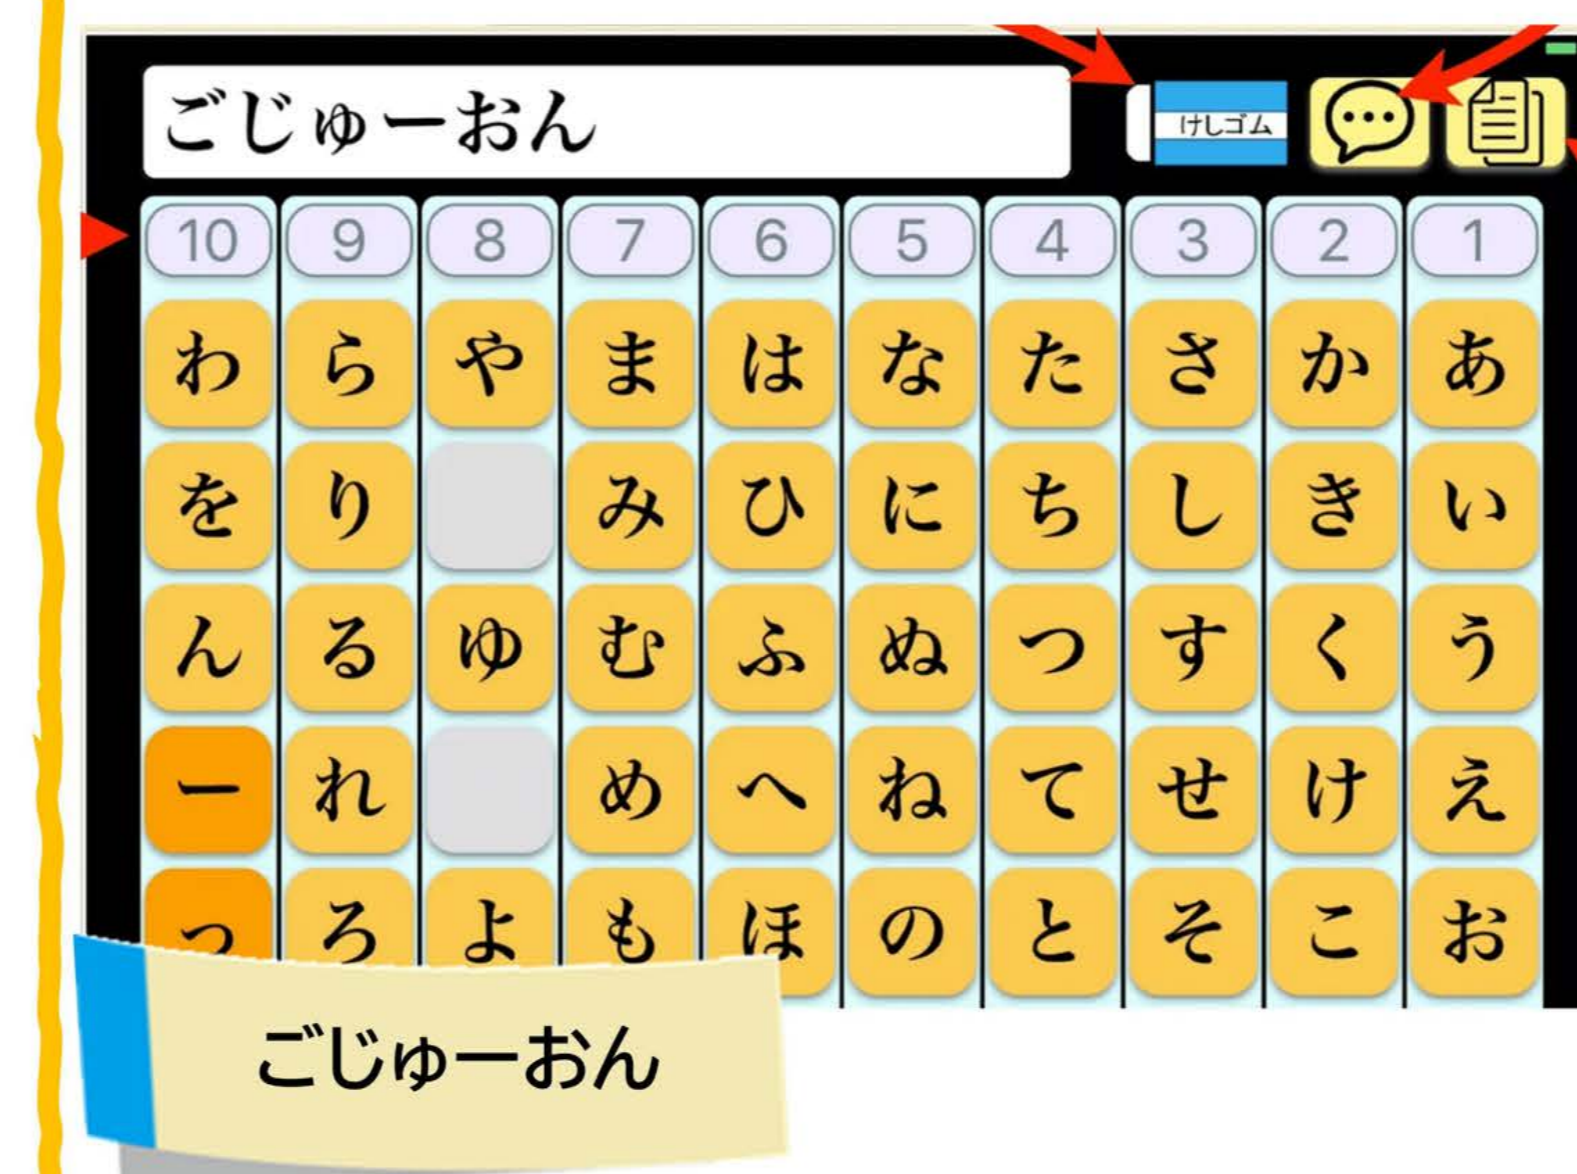 ごじゅーおん
けしゴム
10 9 8 7 6 5 4 3 2 1
わ ら や ま は な た さ か あ
を り み ひ に ち し き い
ん る ゆ む ふ ぬ つ す く う
ー れ め へ ね て せ け え
っ ろ よ も ほ の と そ こ お
ごじゅーおん